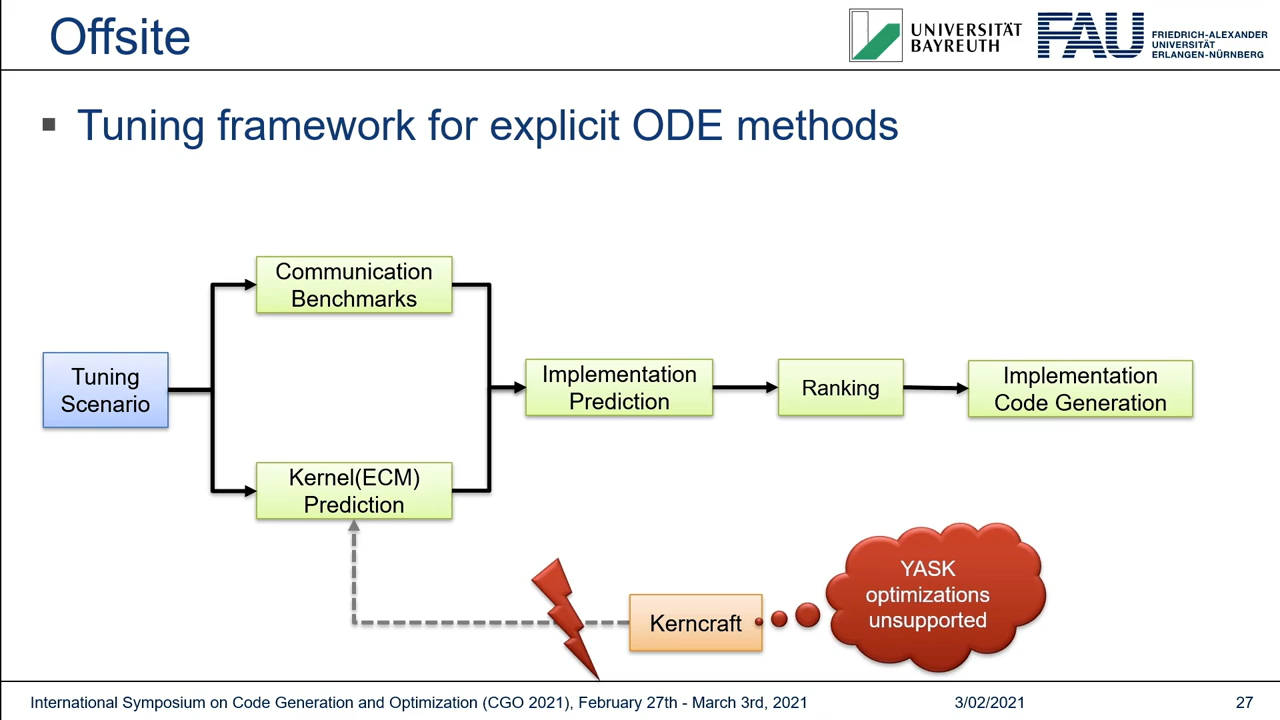 Offsite
UNIVERSITÄT
BAYREUTH
FAU
FRIEDRICH-ALEXANDER
UNIVERSITÄT
ERLANGEN-NÜRNBERG
Tuning framework for explicit ODE methods
Communication
Benchmarks
Tuning
Scenario
Implementation
Prediction
Ranking
Implementation
Code Generation
Kernel(ECM)
Prediction
Kerncraft
YASK
optimizations
unsupported
International Symposium on Code Generation and Optimization (CGO 2021), February 27th - March 3rd, 2021
3/02/2021
27